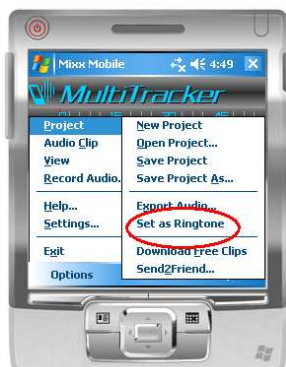 Mixx Mobile 4:49
MultiTracker
Project
Audio Clip
View
Record Audio.
Help...
Settings...
Exit
Options
New Project
Open Project...
Save Project
Save Project As...
Export Audio...
Set as Ringtone
Download Free Clips
Send2Friend...